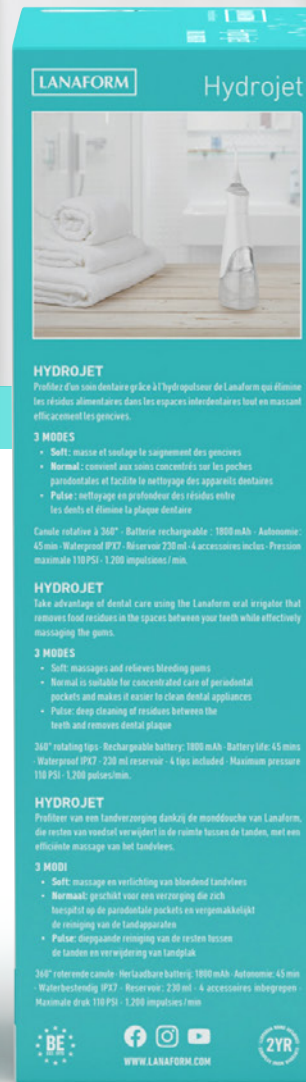 LANAFORM
Hydrojet
HYDROJET
Profitez d'un soin dentaire grâce à l'hydropulseur de Lanaform qui élimine
les résidus alimentaires dans les espaces interdentaires tout en massant
efficacement les gencives.
3 MODES
• Soft : masse et soulage le saignement des gencives
• Normal : convient aux soins concentrés sur les poches
parodontales et facilite le nettoyage des appareils dentaires
• Pulse : nettoyage en profondeur des résidus entre
les dents et élimine la plaque dentaire
Canule rotative à 360° - Batterie rechargeable : 1800 mAh - Autonomie :
45 min - Waterproof IPX7 - Réservoir 230 ml - 4 accessoires inclus - Pression
maximale 110 PSI - 1.200 impulsions / min.
HYDROJET
Take advantage of dental care using the Lanaform oral irrigator that
removes food residues in the spaces between your teeth while effectively
massaging the gums.
3 MODES
• Soft: massages and relieves bleeding gums
• Normal is suitable for concentrated care of periodontal
pockets and makes it easier to clean dental appliances
• Pulse: deep cleaning of residues between the
teeth and removes dental plaque
360° rotating tips - Rechargeable battery: 1800 mAh - Battery life: 45 mins
- Waterproof IPX7 - 230 ml reservoir - 4 tips included - Maximum pressure
110 PSI - 1,200 pulses/min.
HYDROJET
Profiteer van een tandverzorging dankzij de monddouche van Lanaform,
die resten van voedsel verwijdert in de ruimte tussen de tanden, met een
efficiënte massage van het tandvlees.
3 MODI
• Soft: massage en verlichting van bloedend tandvlees
• Normaal: geschikt voor een verzorging die zich
toespitst op de parodontale pockets en vergemakkelijkt
de reiniging van de tandapparaten
• Pulse: diepgaande reiniging van de resten tussen
de tanden en verwijdering van tandplak
360° roterende canule - Herlaadbare batterij: 1800 mAh - Autonomie: 45 min
- Waterbestendig IPX7 - Reservoir : 230 ml - 4 accessoires inbegrepen -
Maximale druk 110 PSI - 1.200 impulsies / min
BE
2YR
WWW.LANAFORM.COM